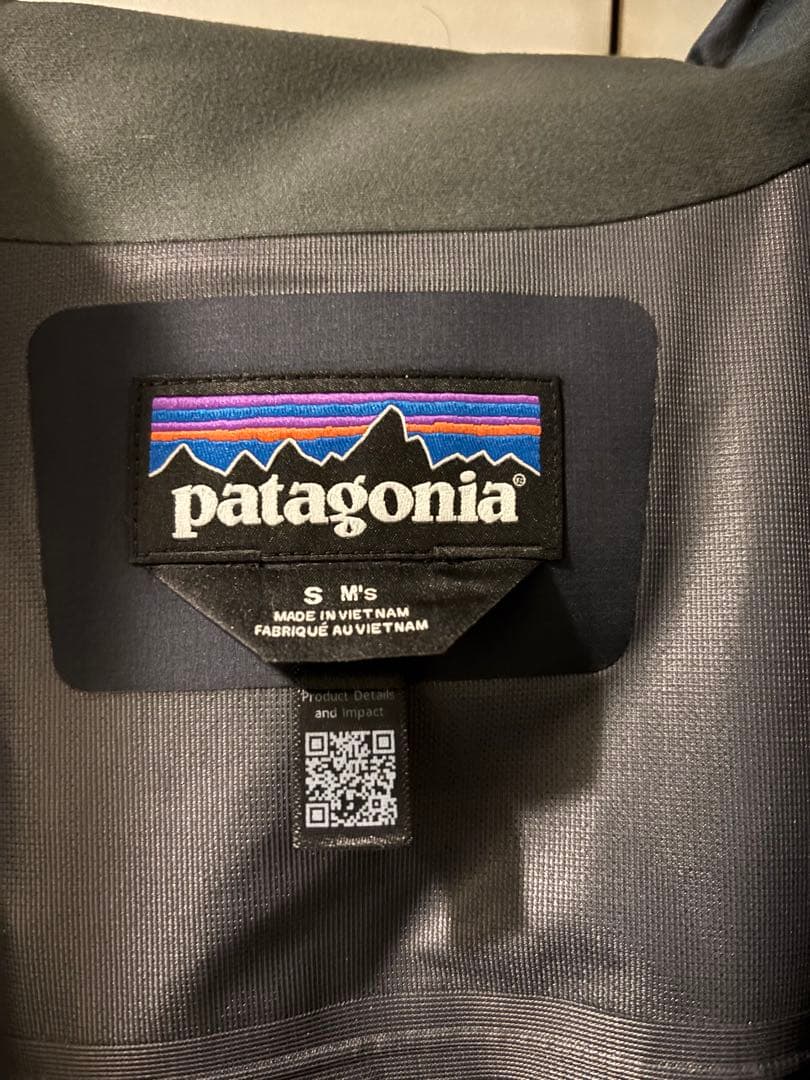 patagonia®
S M's
MADE IN VIETNAM
FABRIQUÉ AU VIETNAM
Product Details
and Impact